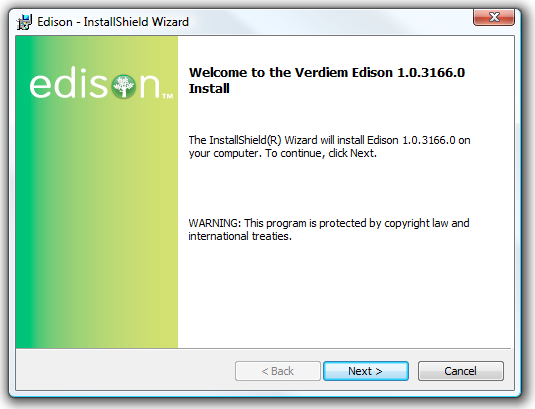 Edison - InstallShield Wizard
edison™
Welcome to the Verdiem Edison 1.0.3166.0
Install
The InstallShield(R) Wizard will install Edison 1.0.3166.0 on
your computer. To continue, click Next.
WARNING: This program is protected by copyright law and
international treaties.
< Back Next > Cancel